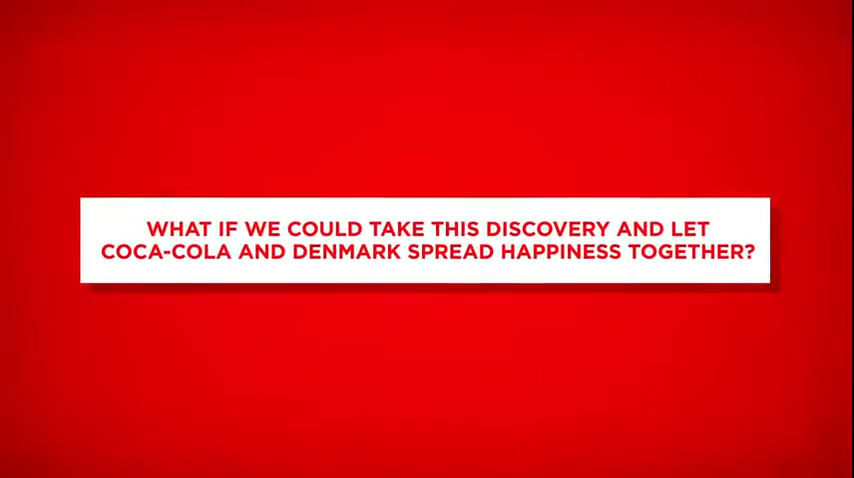 WHAT IF WE COULD TAKE THIS DISCOVERY AND LET
COCA-COLA AND DENMARK SPREAD HAPPINESS TOGETHER?